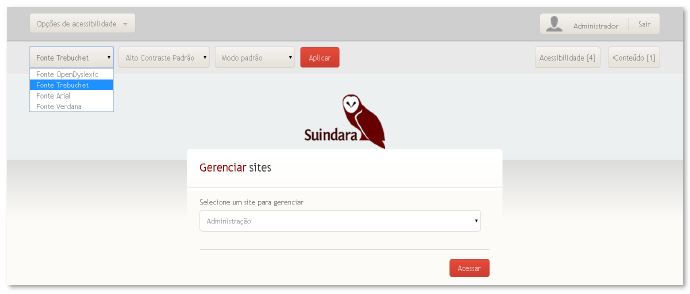 Opções de acessibilidade
Administrador Sair
Fonte Trebuchet Alto Contraste Padrão Modo padrão Aplicar Acessibilidade [4] Conteúdo [1]
Fonte OpenDyslexic
Fonte Trebuchet
Fonte Arial
Fonte Verdana
Suindara
Gerenciar sites
Selecione um site para gerenciar
Administração
Acessar